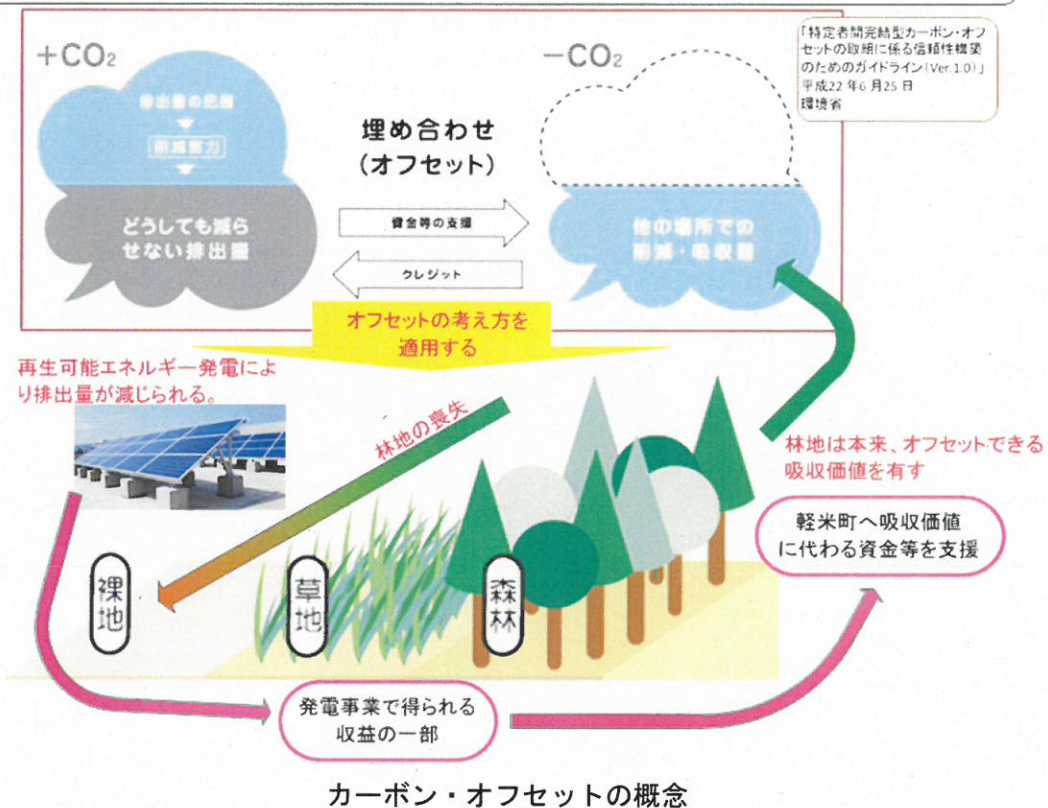 「特定者間完結型カーボン・オフ
セットの取組に係る信頼性構築
のためのガイドライン(Ver.1.0)」
平成22年6月25日
環境省
+CO₂
排出量の把握
削減努力
どうしても減ら
せない排出量
埋め合わせ
(オフセット)
資金等の支援
クレジット
−CO₂
他の場所での
削減・吸収量
オフセットの考え方を
適用する
再生可能エネルギー発電によ
り排出量が減じられる。
林地の喪失
林地は本来、オフセットできる
吸収価値を有す
軽米町へ吸収価値
に代わる資金等を支援
裸地
草地
森林
発電事業で得られる
収益の一部
カーボン・オフセットの概念